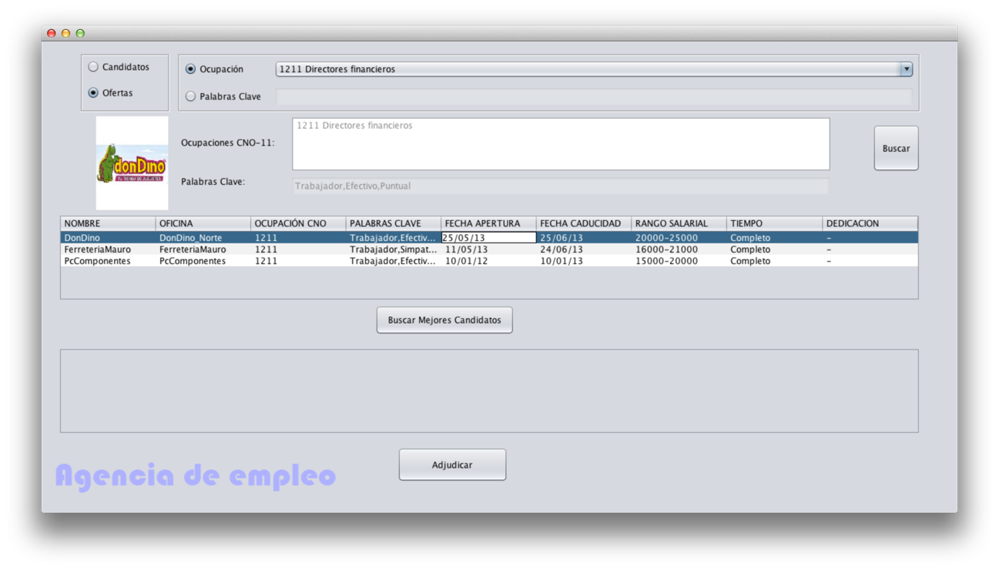 Candidatos
Ofertas
Ocupación 1211 Directores financieros
Palabras Clave
donDino
TU TIENDA DE JUGUETES
Ocupaciones CNO-11: 1211 Directores financieros
Buscar
Palabras Clave: Trabajador,Efectivo,Puntual
NOMBRE OFICINA OCUPACIÓN CNO PALABRAS CLAVE FECHA APERTURA FECHA CADUCIDAD RANGO SALARIAL TIEMPO DEDICACION
DonDino DonDino_Norte 1211 Trabajador,Efectiv... 25/05/13 25/06/13 20000-25000 Completo -
FerreteriaMauro FerreteriaMauro 1211 Trabajador,Simpat... 11/05/13 24/06/13 16000-21000 Completo -
PcComponentes PcComponentes 1211 Trabajador,Efectiv... 10/01/12 10/01/13 15000-20000 Completo -
Buscar Mejores Candidatos
Adjudicar
Agencia de empleo